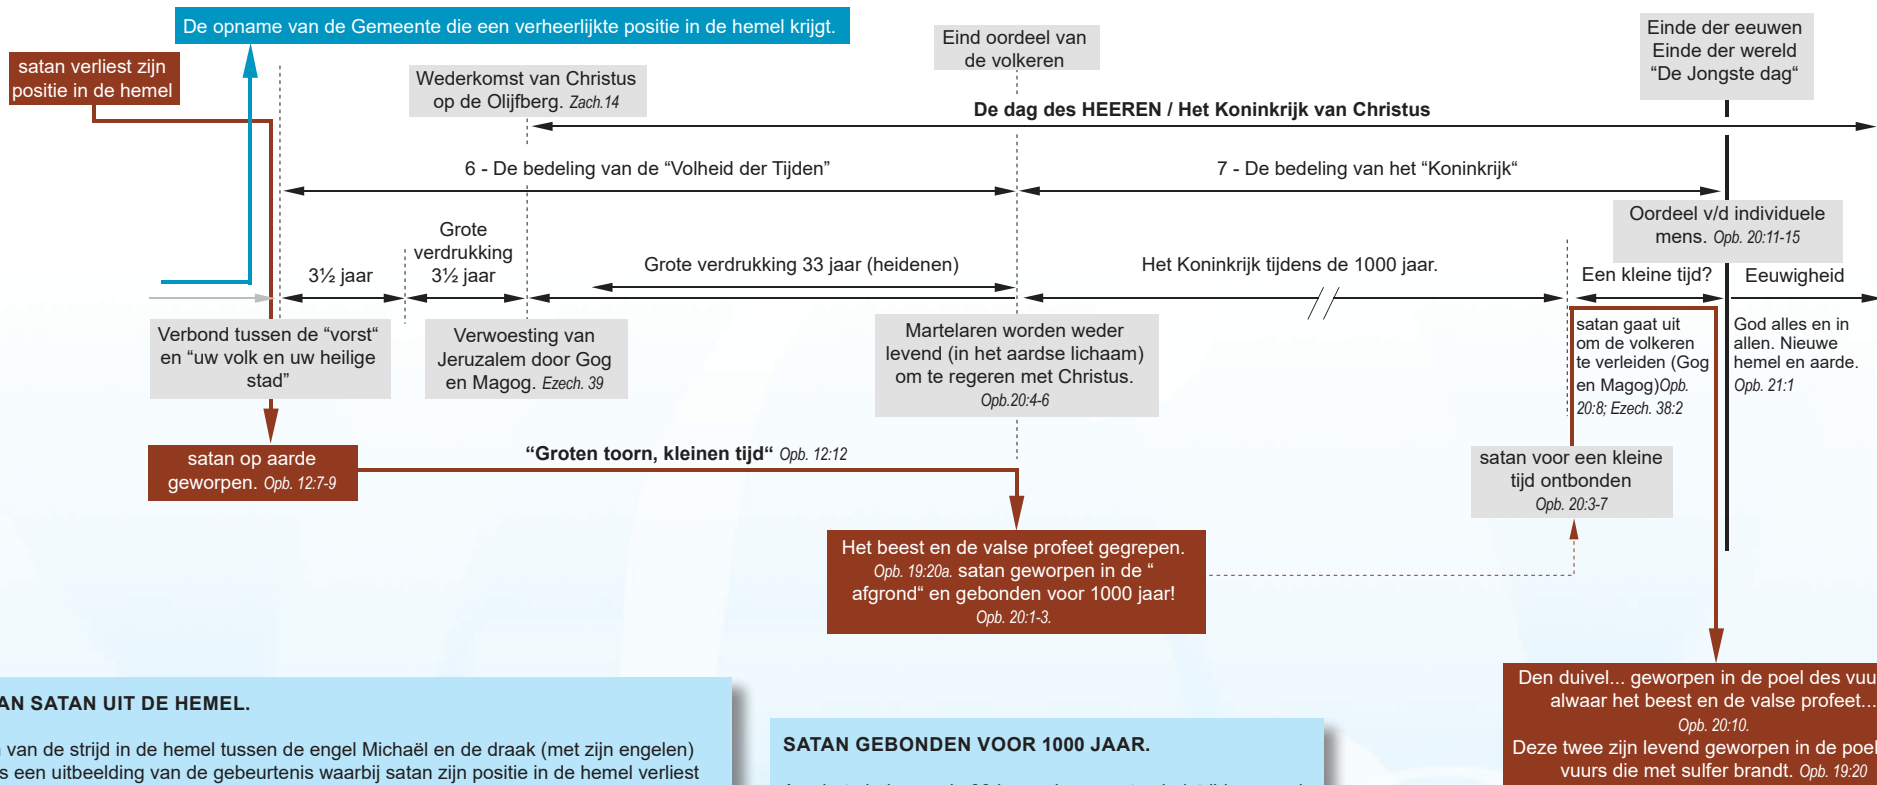 De opname van de Gemeente die een verheerlijkte positie in de hemel krijgt.
satan verliest zijn
positie in de hemel
Wederkomst van Christus
op de Olijfberg. Zach.14
Eind oordeel van
de volkeren
Einde der eeuwen
Einde der wereld
“De Jongste dag“
De dag des HEEREN / Het Koninkrijk van Christus
6 - De bedeling van de “Volheid der Tijden”
7 - De bedeling van het “Koninkrijk“
Oordeel v/d individuele
mens. Opb. 20:11-15
3½ jaar
Grote
verdrukking
3½ jaar
Grote verdrukking 33 jaar (heidenen)
Het Koninkrijk tijdens de 1000 jaar.
Een kleine tijd?
Eeuwigheid
Verbond tussen de “vorst“
en “uw volk en uw heilige
stad”
Verwoesting van
Jeruzalem door Gog
en Magog. Ezech. 39
Martelaren worden weder
levend (in het aardse lichaam)
om te regeren met Christus.
Opb.20:4-6
satan gaat uit
om de volkeren
te verleiden (Gog
en Magog)Opb.
20:8; Ezech. 38:2
God alles en in
allen. Nieuwe
hemel en aarde.
Opb. 21:1
satan op aarde
geworpen. Opb. 12:7-9
“Groten toorn, kleinen tijd“ Opb. 12:12
satan voor een kleine
tijd ontbonden
Opb. 20:3-7
Het beest en de valse profeet gegrepen.
Opb. 19:20a. satan geworpen in de “
afgrond“ en gebonden voor 1000 jaar!
Opb. 20:1-3.
Den duivel... geworpen in de poel des vuu
alwaar het beest en de valse profeet...
Opb. 20:10.
Deze twee zijn levend geworpen in de poel
vuurs die met sulfer brandt. Opb. 19:20
AN SATAN UIT DE HEMEL.
van de strijd in de hemel tussen de engel Michaël en de draak (met zijn engelen)
s een uitbeelding van de gebeurtenis waarbij satan zijn positie in de hemel verliest
SATAN GEBONDEN VOOR 1000 JAAR.